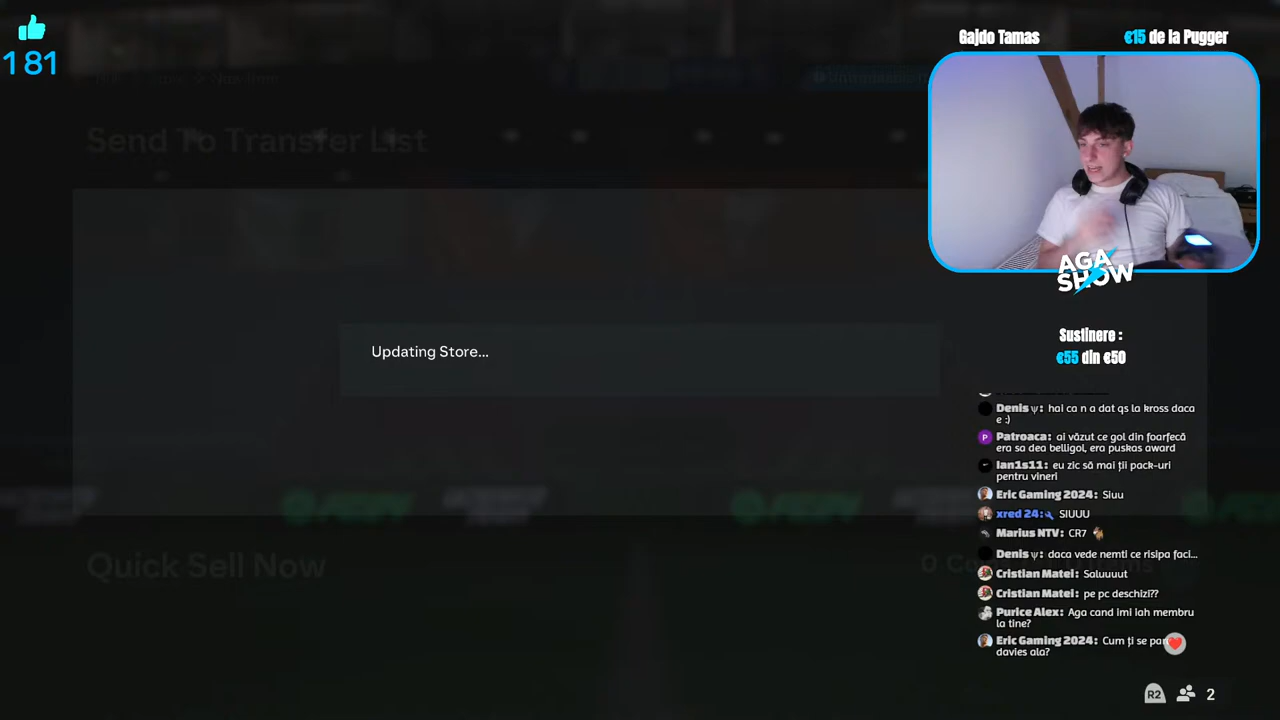 181
Gajdo Tamas
€15 de la Pugger
Send To Transfer List
AGA
SHOW
Sustinere :
€55 din €50
Updating Store...
Denis ψ: hai ca n a dat qs la kross daca
e :)
Patroaca: ai văzut ce gol din foarfecă
era sa dea belligol, era puskas award
Ian1s11: eu zic să mai ții pack-uri
pentru vineri
Eric Gaming 2024: Siuu
xred 24: SIUUU
Marius NTV: CR7
Denis ψ: daca vede nemti ce risipa faci...
Cristian Matei: Saluuuut
Cristian Matei: pe pc deschizi??
Purice Alex: Aga cand imi iah membru
la tine?
Eric Gaming 2024: Cum ți se par
davies ala?
Quick Sell Now
R2
2